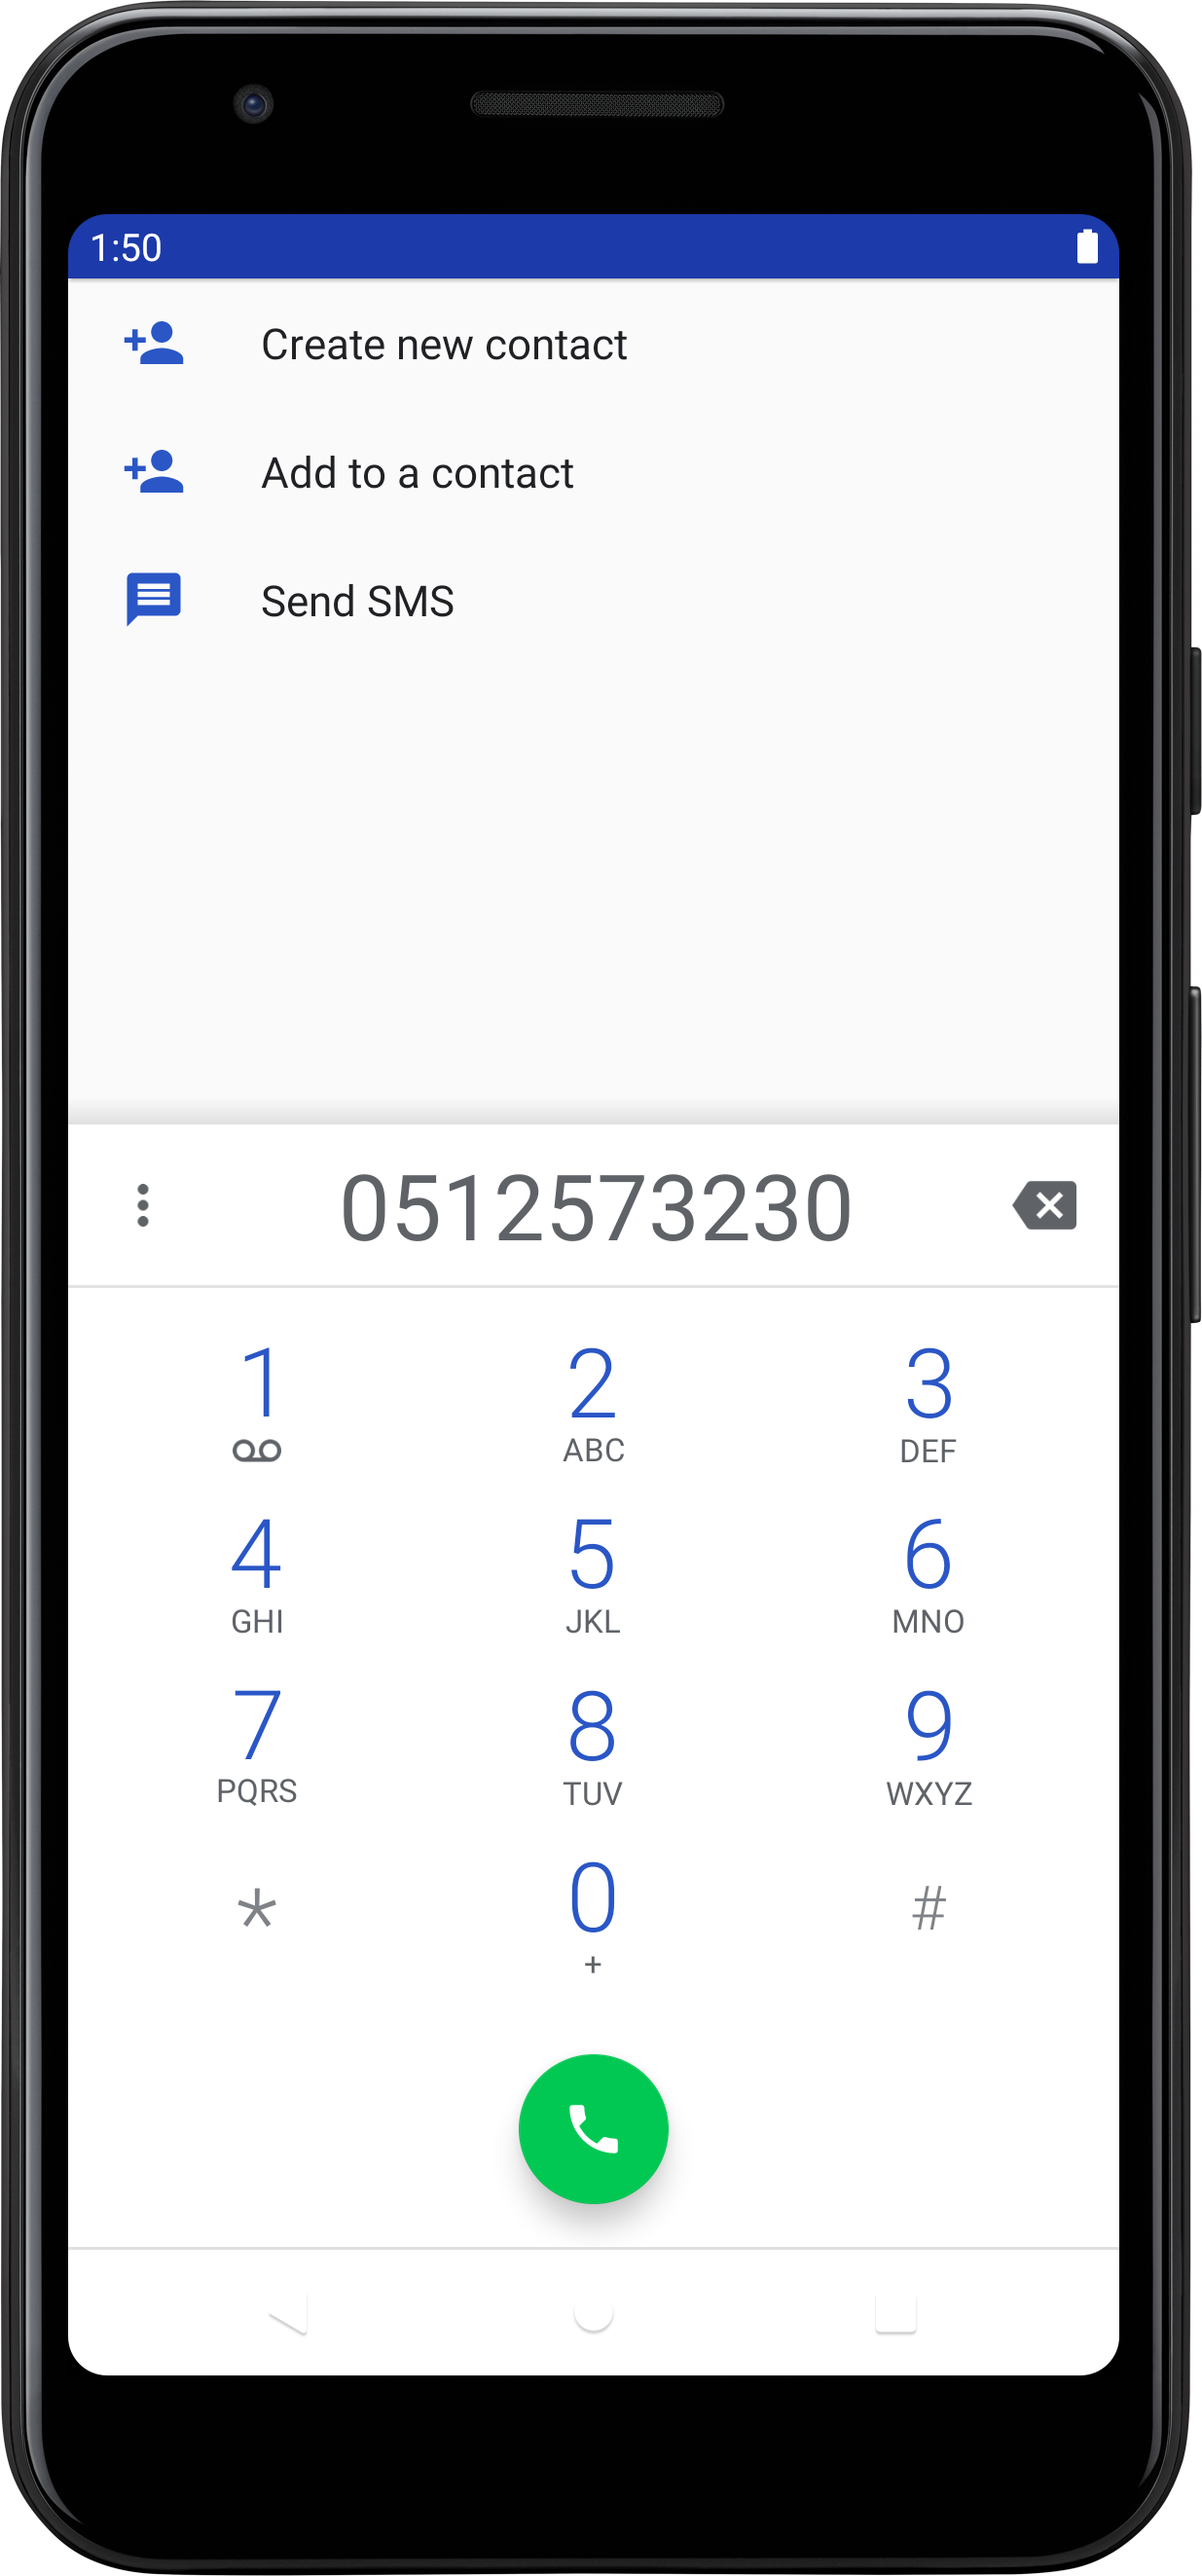 1:50
Create new contact
Add to a contact
Send SMS
0512573230
1 2 3
ABC DEF
4 5 6
GHI JKL MNO
7 8 9
PQRS TUV WXYZ
* 0 #
+